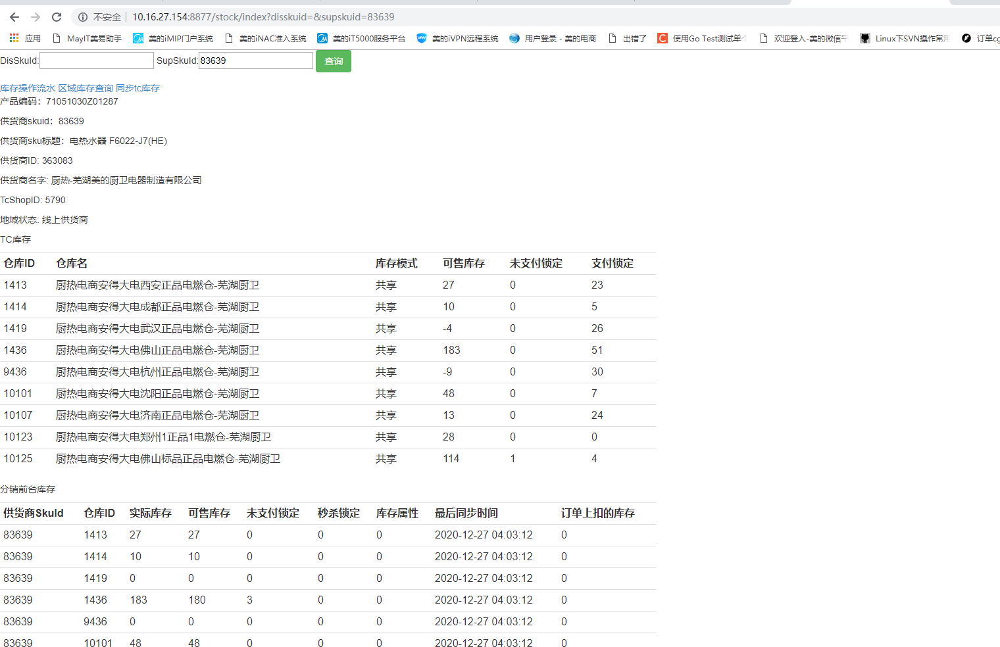 不安全 10.16.27.154:8877/stock/index?disskuid=&supskuid=83639
应用 MayIT美易助手 美的iMIP门户系统 美的iNAC准入系统 美的iT5000服务平台 美的iVPN远程系统 用户登录 - 美的电商 出错了 使用Go Test测试单个 欢迎登入-美的微信平 Linux下SVN操作常用 订单cg
DisSkuId: SupSkuId: 83639 查询
库存操作流水 区域库存查询 同步tc库存
产品编码：71051030Z01287
供货商skuid：83639
供货商sku标题：电热水器 F6022-J7(HE)
供货商ID: 363083
供货商名字: 厨热-芜湖美的厨卫电器制造有限公司
TcShopID: 5790
地域状态: 线上供货商
TC库存
仓库ID 仓库名 库存模式 可售库存 未支付锁定 支付锁定
1413 厨热电商安得大电西安正品电燃仓-芜湖厨卫 共享 27 0 23
1414 厨热电商安得大电成都正品电燃仓-芜湖厨卫 共享 10 0 5
1419 厨热电商安得大电武汉正品电燃仓-芜湖厨卫 共享 -4 0 26
1436 厨热电商安得大电佛山正品电燃仓-芜湖厨卫 共享 183 0 51
9436 厨热电商安得大电杭州正品电燃仓-芜湖厨卫 共享 -9 0 30
10101 厨热电商安得大电沈阳正品电燃仓-芜湖厨卫 共享 48 0 7
10107 厨热电商安得大电济南正品电燃仓-芜湖厨卫 共享 13 0 24
10123 厨热电商安得大电郑州1正品1电燃仓-芜湖厨卫 共享 28 0 0
10125 厨热电商安得大电佛山标品正品电燃仓-芜湖厨卫 共享 114 1 4
分销前台库存
供货商SkuId 仓库ID 实际库存 可售库存 未支付锁定 秒杀锁定 库存属性 最后同步时间 订单上扣的库存
83639 1413 27 27 0 0 0 2020-12-27 04:03:12 0
83639 1414 10 10 0 0 0 2020-12-27 04:03:12 0
83639 1419 0 0 0 0 0 2020-12-27 04:03:12 0
83639 1436 183 180 3 0 0 2020-12-27 04:03:12 0
83639 9436 0 0 0 0 0 2020-12-27 04:03:12 0
83639 10101 48 48 0 0 0 2020-12-27 04:03:12 0